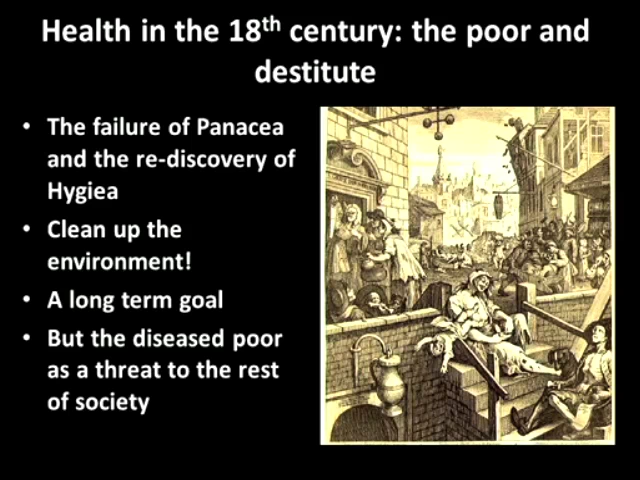 Health in the 18th century: the poor and
destitute
• The failure of Panacea
and the re-discovery of
Hygiea
• Clean up the
environment!
• A long term goal
• But the diseased poor
as a threat to the rest
of society